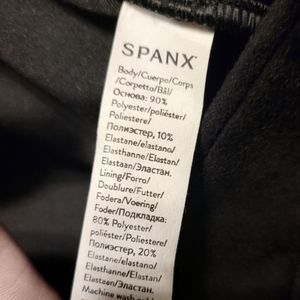 SPANX
Body/Cuerpo/Corps
/Corpetto/Bál/
Основа: 90%
Polyester/poliéster/
Poliestere/
Полиэстер, 10%
Elastane/elastano/
Elasthanne/Elastan/
Elastaan/Эластан.
Lining/Forro/
Doublure/Futter/
Fodera/Voering/
Foder/Подкладка:
80% Polyester/
poliéster/Poliestere/
Полиэстер, 20%
Elastane/elastano/
Elasthanne/Elastan/
Elastaan/Эластан.
Machine wash